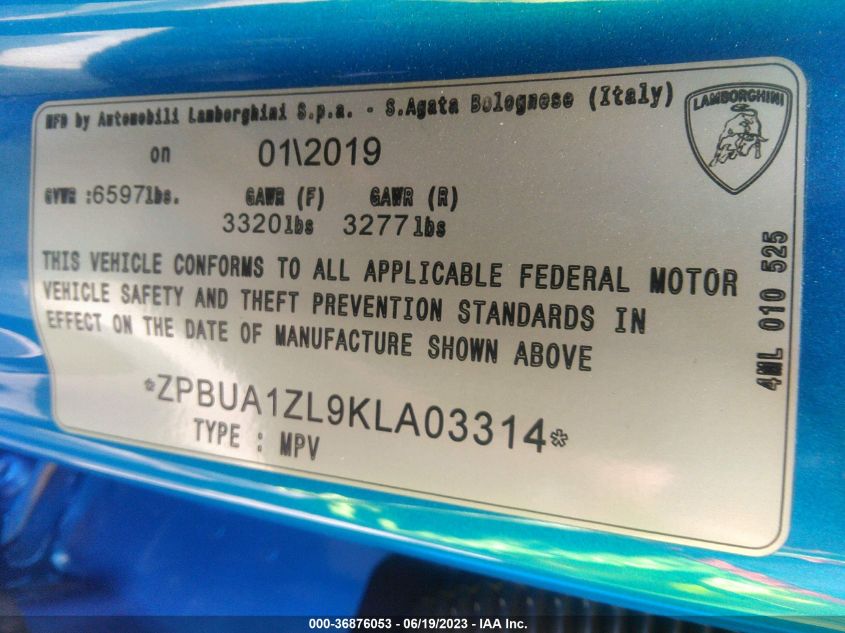 MFD by Automobili Lamborghini S.p.a. - S.Agata Bolognese (Italy)
LAMBORGHINI
on 01\2019
GVWR :6597lbs. GAWR (F) GAWR (R)
3320lbs 3277lbs
THIS VEHICLE CONFORMS TO ALL APPLICABLE FEDERAL MOTOR
VEHICLE SAFETY AND THEFT PREVENTION STANDARDS IN
EFFECT ON THE DATE OF MANUFACTURE SHOWN ABOVE
4ML 010 525
*ZPBUA1ZL9KLA03314*
TYPE : MPV
000-36876053 / 06/19/2023 - IAA Inc.